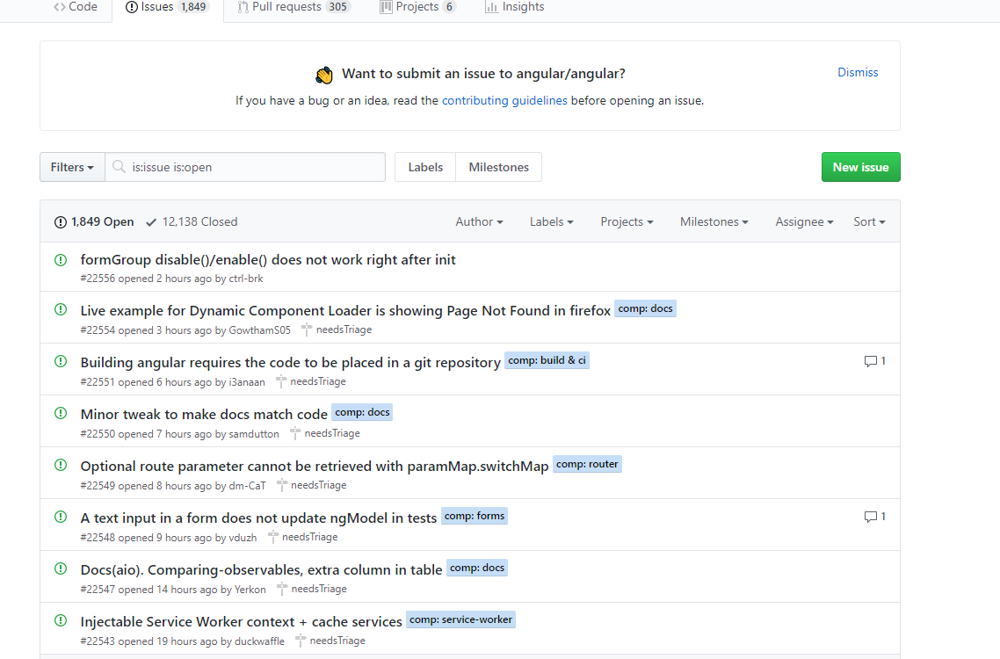 Code Issues 1,849 Pull requests 305 Projects 6 Insights
Want to submit an issue to angular/angular?
Dismiss
If you have a bug or an idea, read the contributing guidelines before opening an issue.
Filters is:issue is:open Labels Milestones New issue
1,849 Open 12,138 Closed Author Labels Projects Milestones Assignee Sort
formGroup disable()/enable() does not work right after init
#22556 opened 2 hours ago by ctrl-brk
Live example for Dynamic Component Loader is showing Page Not Found in firefox comp: docs
#22554 opened 3 hours ago by GowthamS05 needsTriage
Building angular requires the code to be placed in a git repository comp: build & ci 1
#22551 opened 6 hours ago by i3anaan needsTriage
Minor tweak to make docs match code comp: docs
#22550 opened 7 hours ago by samdutton needsTriage
Optional route parameter cannot be retrieved with paramMap.switchMap comp: router
#22549 opened 8 hours ago by dm-CaT needsTriage
A text input in a form does not update ngModel in tests comp: forms 1
#22548 opened 9 hours ago by vduzh needsTriage
Docs(aio). Comparing-observables, extra column in table comp: docs
#22547 opened 14 hours ago by Yerkon needsTriage
Injectable Service Worker context + cache services comp: service-worker
#22543 opened 19 hours ago by duckwaffle needsTriage